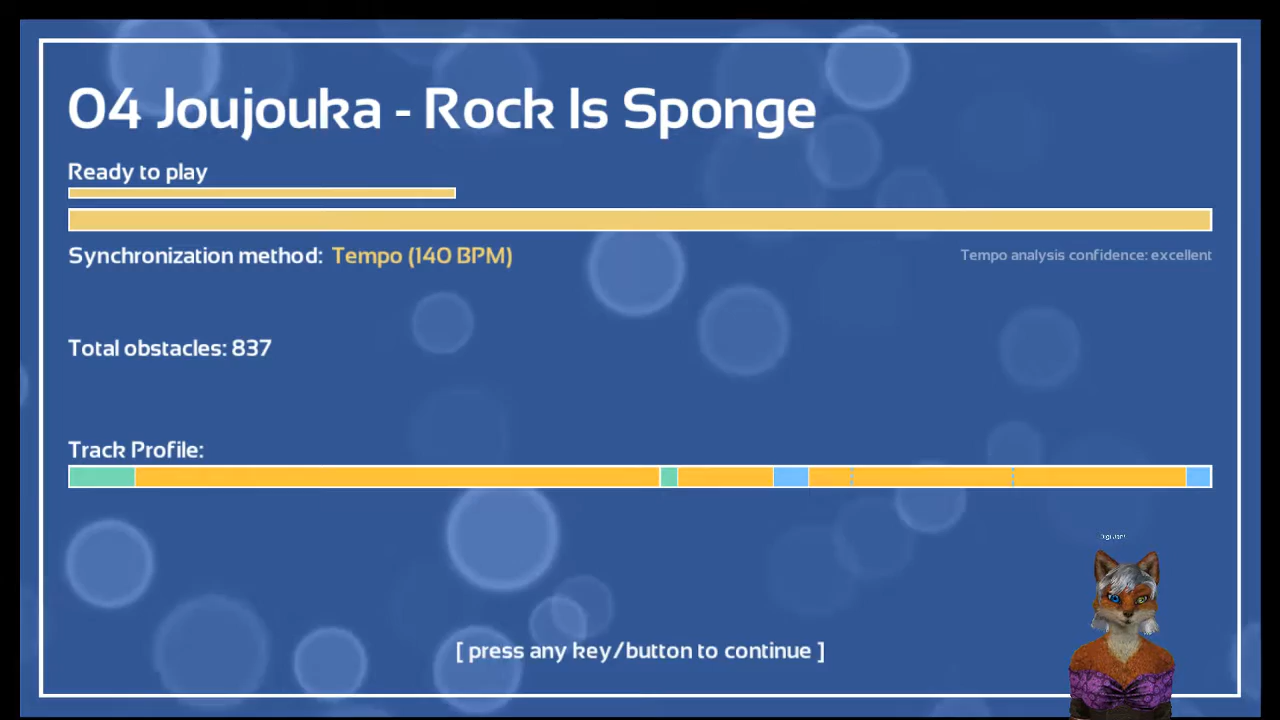 04 Joujouka - Rock Is Sponge
Ready to play
Synchronization method: Tempo (140 BPM)
Tempo analysis confidence: excellent
Total obstacles: 837
Track Profile:
[ press any key/button to continue ]